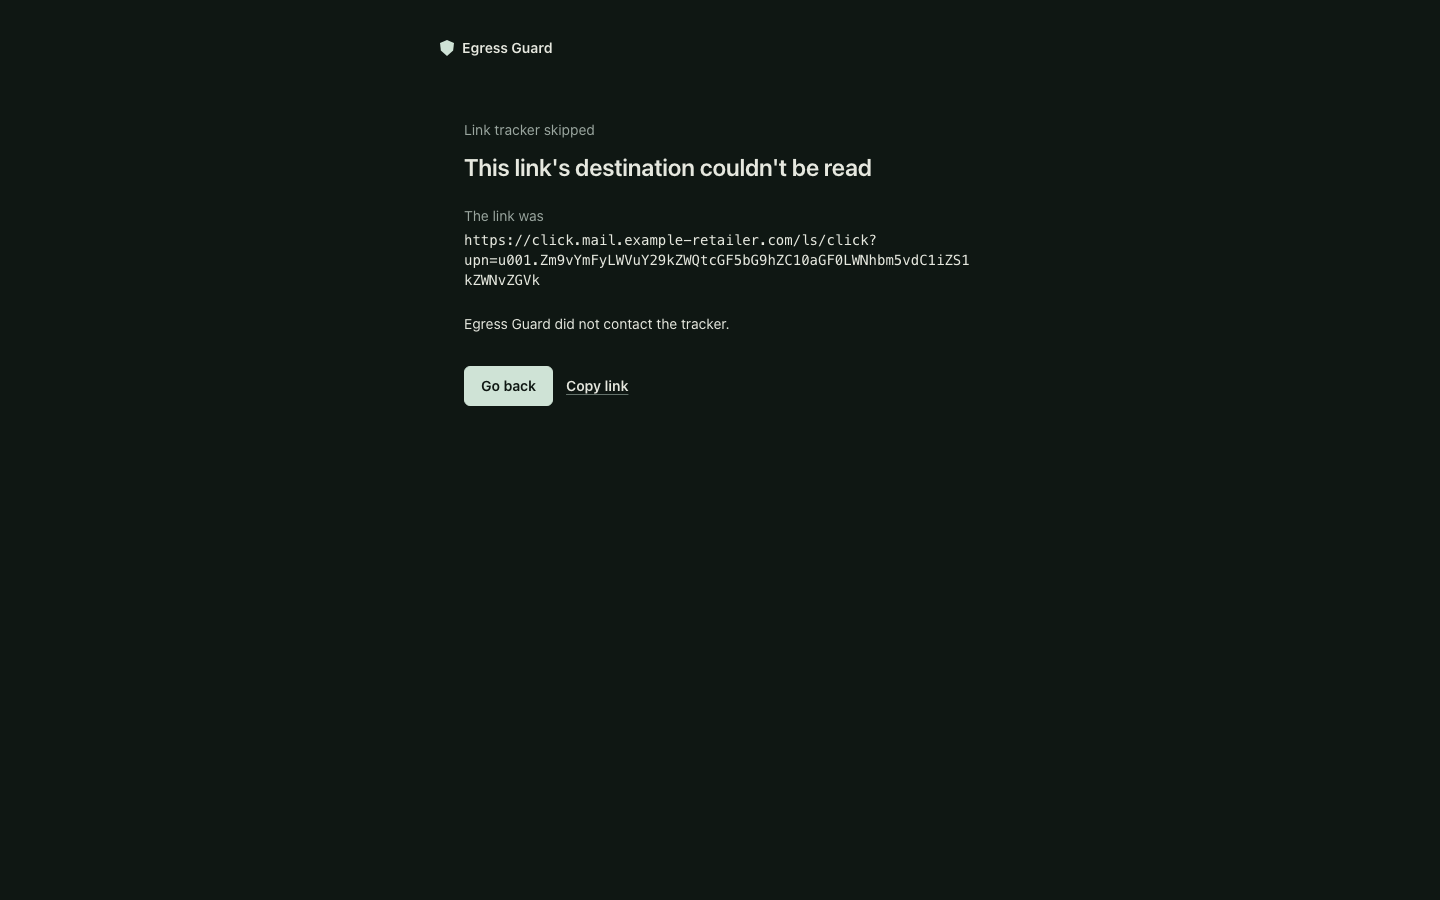 Egress Guard
Link tracker skipped
This link's destination couldn't be read
The link was
https://click.mail.example-retailer.com/ls/click?
upn=u001.Zm9vYmFyLWVuY29kZWQtcGF5bG9hZC10aGF0LWNhbm5vdC1iZS1
kZWNvZGVk
Egress Guard did not contact the tracker.
Go back
Copy link